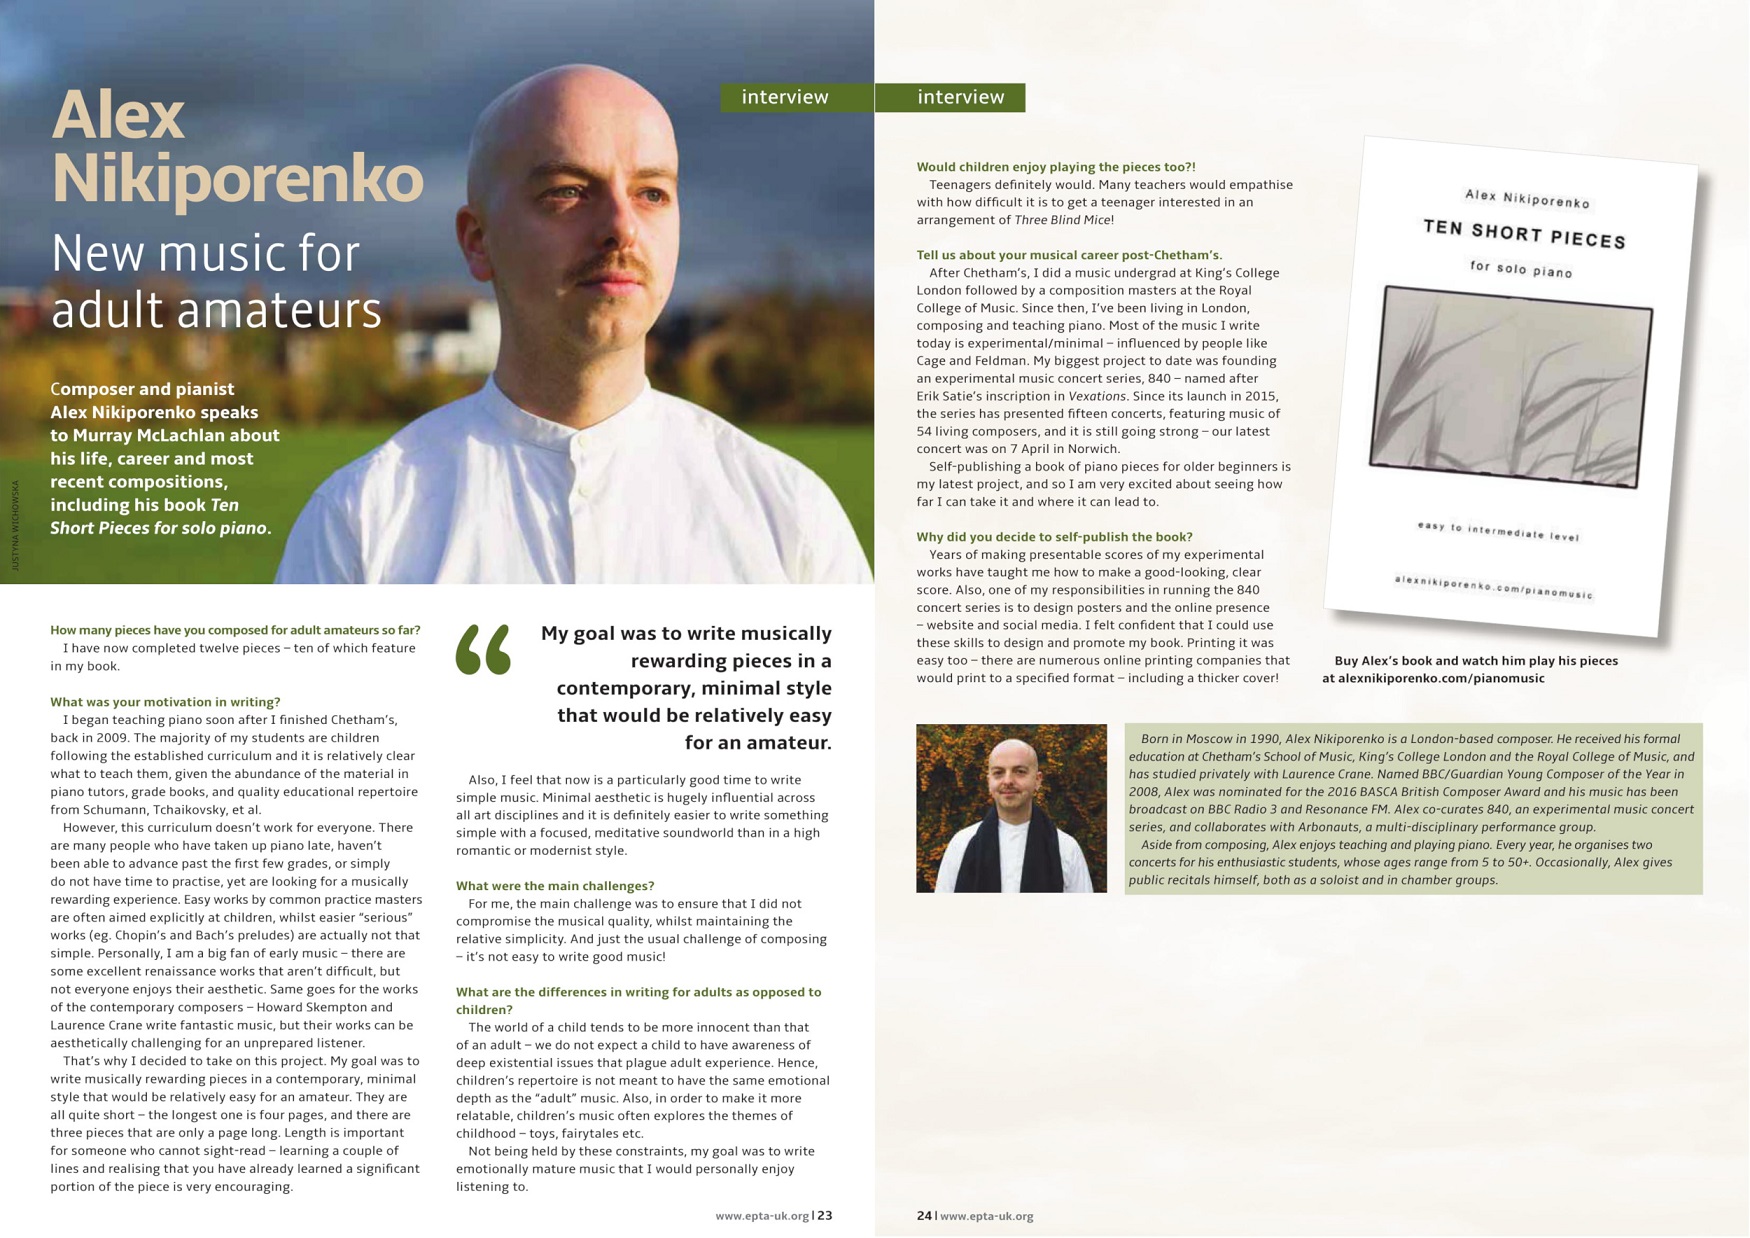 Alex
Nikiporenko
New music for
adult amateurs
Composer and pianist
Alex Nikiporenko speaks
to Murray McLachlan about
his life, career and most
recent compositions,
including his book Ten
Short Pieces for solo piano.
JUSTYNA WICHOWSKA
interview
How many pieces have you composed for adult amateurs so far?
I have now completed twelve pieces – ten of which feature
in my book.
What was your motivation in writing?
I began teaching piano soon after I finished Chetham's,
back in 2009. The majority of my students are children
following the established curriculum and it is relatively clear
what to teach them, given the abundance of the material in
piano tutors, grade books, and quality educational repertoire
from Schumann, Tchaikovsky, et al.
However, this curriculum doesn't work for everyone. There
are many people who have taken up piano late, haven't
been able to advance past the first few grades, or simply
do not have time to practise, yet are looking for a musically
rewarding experience. Easy works by common practice masters
are often aimed explicitly at children, whilst easier “serious”
works (eg. Chopin's and Bach's preludes) are actually not that
simple. Personally, I am a big fan of early music – there are
some excellent renaissance works that aren't difficult, but
not everyone enjoys their aesthetic. Same goes for the works
of the contemporary composers – Howard Skempton and
Laurence Crane write fantastic music, but their works can be
aesthetically challenging for an unprepared listener.
That's why I decided to take on this project. My goal was to
write musically rewarding pieces in a contemporary, minimal
style that would be relatively easy for an amateur. They are
all quite short – the longest one is four pages, and there are
three pieces that are only a page long. Length is important
for someone who cannot sight-read – learning a couple of
lines and realising that you have already learned a significant
portion of the piece is very encouraging.
“ My goal was to write musically
rewarding pieces in a
contemporary, minimal style
that would be relatively easy
for an amateur.
Also, I feel that now is a particularly good time to write
simple music. Minimal aesthetic is hugely influential across
all art disciplines and it is definitely easier to write something
simple with a focused, meditative soundworld than in a high
romantic or modernist style.
What were the main challenges?
For me, the main challenge was to ensure that I did not
compromise the musical quality, whilst maintaining the
relative simplicity. And just the usual challenge of composing
– it's not easy to write good music!
What are the differences in writing for adults as opposed to
children?
The world of a child tends to be more innocent than that
of an adult – we do not expect a child to have awareness of
deep existential issues that plague adult experience. Hence,
children's repertoire is not meant to have the same emotional
depth as the “adult” music. Also, in order to make it more
relatable, children's music often explores the themes of
childhood – toys, fairytales etc.
Not being held by these constraints, my goal was to write
emotionally mature music that I would personally enjoy
listening to.
www.epta-uk.org | 23
interview
Would children enjoy playing the pieces too?!
Teenagers definitely would. Many teachers would empathise
with how difficult it is to get a teenager interested in an
arrangement of Three Blind Mice!
Tell us about your musical career post-Chetham's.
After Chetham's, I did a music undergrad at King's College
London followed by a composition masters at the Royal
College of Music. Since then, I've been living in London,
composing and teaching piano. Most of the music I write
today is experimental/minimal – influenced by people like
Cage and Feldman. My biggest project to date was founding
an experimental music concert series, 840 – named after
Erik Satie's inscription in Vexations. Since its launch in 2015,
the series has presented fifteen concerts, featuring music of
54 living composers, and it is still going strong – our latest
concert was on 7 April in Norwich.
Self-publishing a book of piano pieces for older beginners is
my latest project, and so I am very excited about seeing how
far I can take it and where it can lead to.
Why did you decide to self-publish the book?
Years of making presentable scores of my experimental
works have taught me how to make a good-looking, clear
score. Also, one of my responsibilities in running the 840
concert series is to design posters and the online presence
– website and social media. I felt confident that I could use
these skills to design and promote my book. Printing it was
easy too – there are numerous online printing companies that
would print to a specified format – including a thicker cover!
Alex Nikiporenko
TEN SHORT PIECES
for solo piano
easy to intermediate level
alexnikiporenko.com/pianomusic
Buy Alex's book and watch him play his pieces
at alexnikiporenko.com/pianomusic
Born in Moscow in 1990, Alex Nikiporenko is a London-based composer. He received his formal
education at Chetham's School of Music, King's College London and the Royal College of Music, and
has studied privately with Laurence Crane. Named BBC/Guardian Young Composer of the Year in
2008, Alex was nominated for the 2016 BASCA British Composer Award and his music has been
broadcast on BBC Radio 3 and Resonance FM. Alex co-curates 840, an experimental music concert
series, and collaborates with Arbonauts, a multi-disciplinary performance group.
Aside from composing, Alex enjoys teaching and playing piano. Every year, he organises two
concerts for his enthusiastic students, whose ages range from 5 to 50+. Occasionally, Alex gives
public recitals himself, both as a soloist and in chamber groups.
24 | www.epta-uk.org